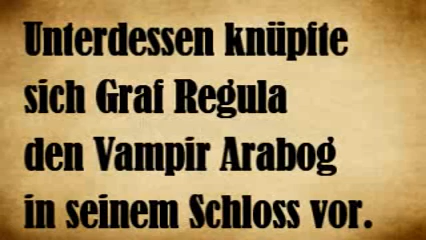 Unterdessen knüpfte
sich Graf Regula
den Vampir Arabog
in seinem Schloss vor.